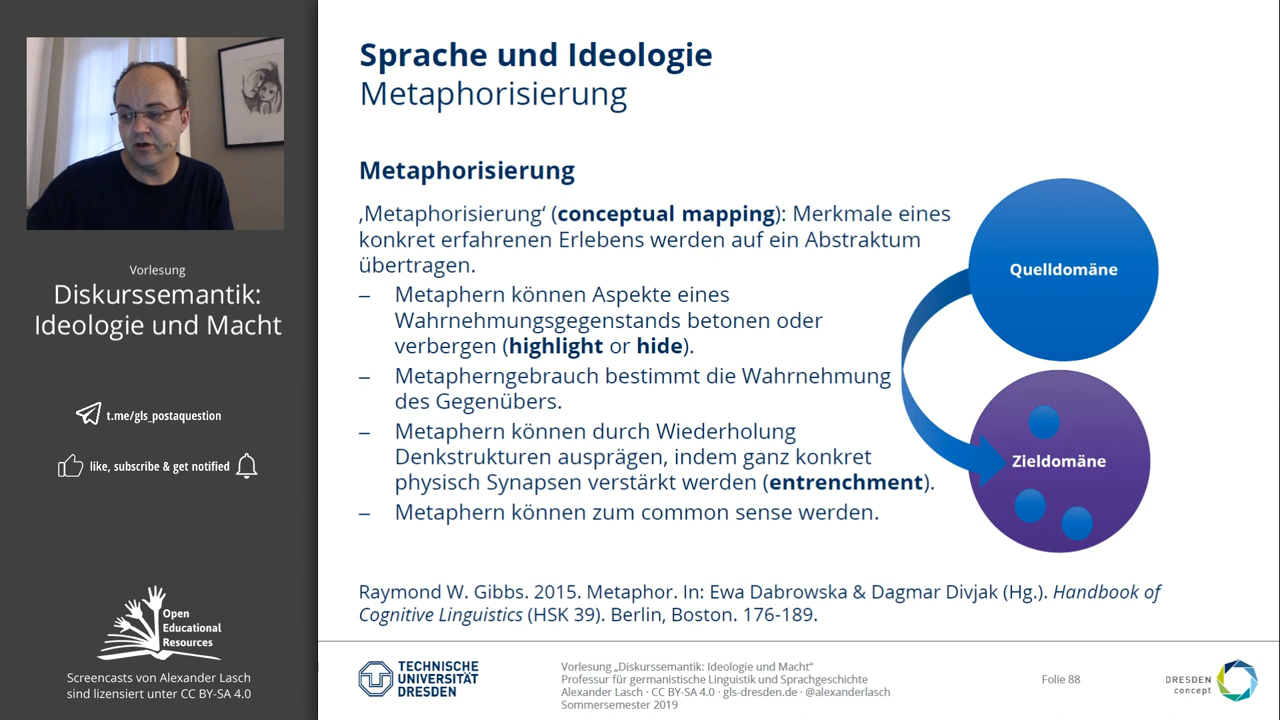 Vorlesung
Diskurssemantik:
Ideologie und Macht
t.me/gls_postaquestion
like, subscribe & get notified
Open
Educational
Resources
Screencasts von Alexander Lasch
sind lizensiert unter CC BY-SA 4.0
Sprache und Ideologie
Metaphorisierung
Metaphorisierung
‚Metaphorisierung‘ (conceptual mapping): Merkmale eines
konkret erfahrenen Erlebens werden auf ein Abstraktum
übertragen.
– Metaphern können Aspekte eines
Wahrnehmungsgegenstands betonen oder
verbergen (highlight or hide).
– Metapherngebrauch bestimmt die Wahrnehmung
des Gegenübers.
– Metaphern können durch Wiederholung
Denkstrukturen ausprägen, indem ganz konkret
physisch Synapsen verstärkt werden (entrenchment).
– Metaphern können zum common sense werden.
Quelldomäne
Zieldomäne
Raymond W. Gibbs. 2015. Metaphor. In: Ewa Dabrowska & Dagmar Divjak (Hg.). Handbook of
Cognitive Linguistics (HSK 39). Berlin, Boston. 176-189.
TECHNISCHE
UNIVERSITÄT
DRESDEN
Vorlesung „Diskurssemantik: Ideologie und Macht“
Professur für germanistische Linguistik und Sprachgeschichte
Alexander Lasch · CC BY-SA 4.0 · gls-dresden.de · @alexanderlasch
Sommersemester 2019
Folie 88
DRESDEN
concept